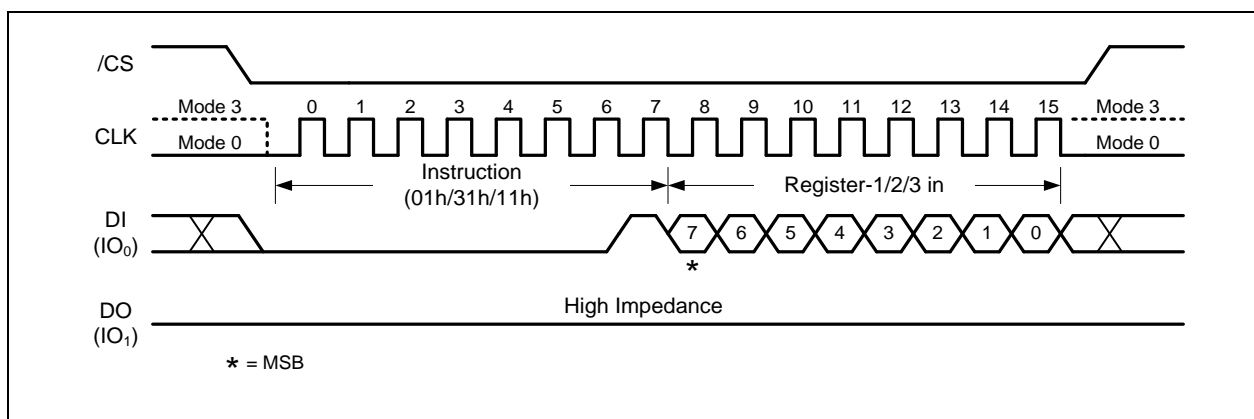 /CS
Mode 3 0 1 2 3 4 5 6 7 8 9 10 11 12 13 14 15 Mode 3
CLK Mode 0 Mode 0
Instruction
(01h/31h/11h)
Register-1/2/3 in
DI
(IO₀)
7 6 5 4 3 2 1 0
*
High Impedance
DO
(IO₁)
* = MSB